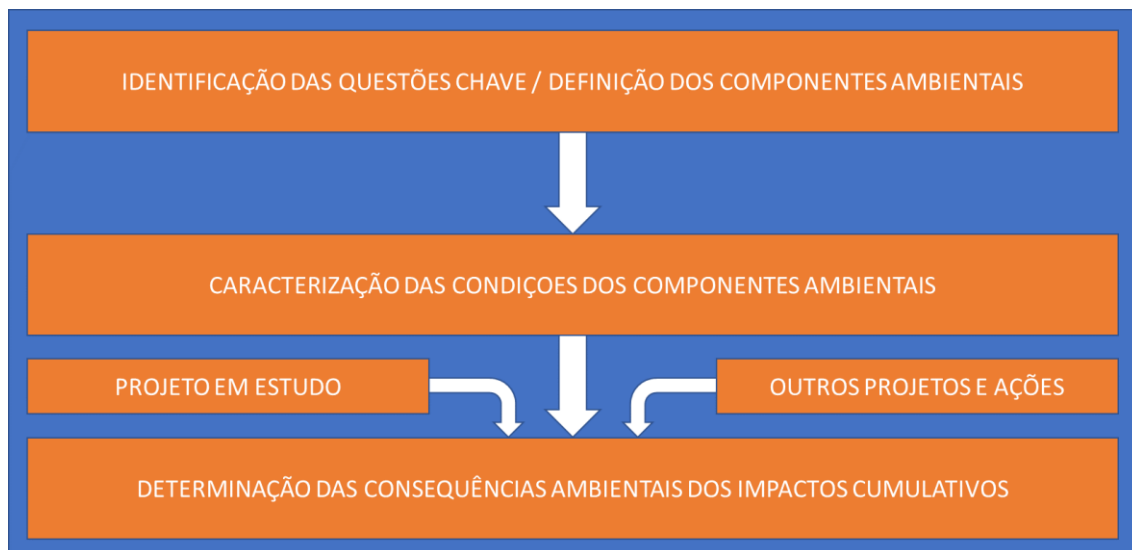 IDENTIFICAÇÃO DAS QUESTÕES CHAVE / DEFINIÇÃO DOS COMPONENTES AMBIENTAIS
CARACTERIZAÇÃO DAS CONDIÇOES DOS COMPONENTES AMBIENTAIS
PROJETO EM ESTUDO
OUTROS PROJETOS E AÇÕES
DETERMINAÇÃO DAS CONSEQUÊNCIAS AMBIENTAIS DOS IMPACTOS CUMULATIVOS